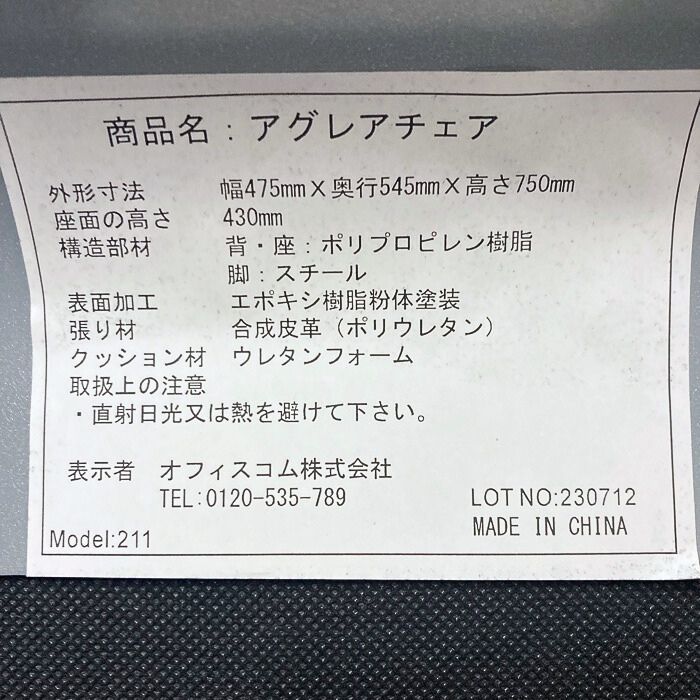 商品名：アグレアチェア
外形寸法 幅475mm×奥行545mm×高さ750mm
座面の高さ 430mm
構造部材 背・座：ポリプロピレン樹脂
脚：スチール
表面加工 エポキシ樹脂粉体塗装
張り材 合成皮革（ポリウレタン）
クッション材 ウレタンフォーム
取扱上の注意
・直射日光又は熱を避けて下さい。
表示者 オフィスコム株式会社
TEL:0120-535-789 LOT NO:230712
MADE IN CHINA
Model:211